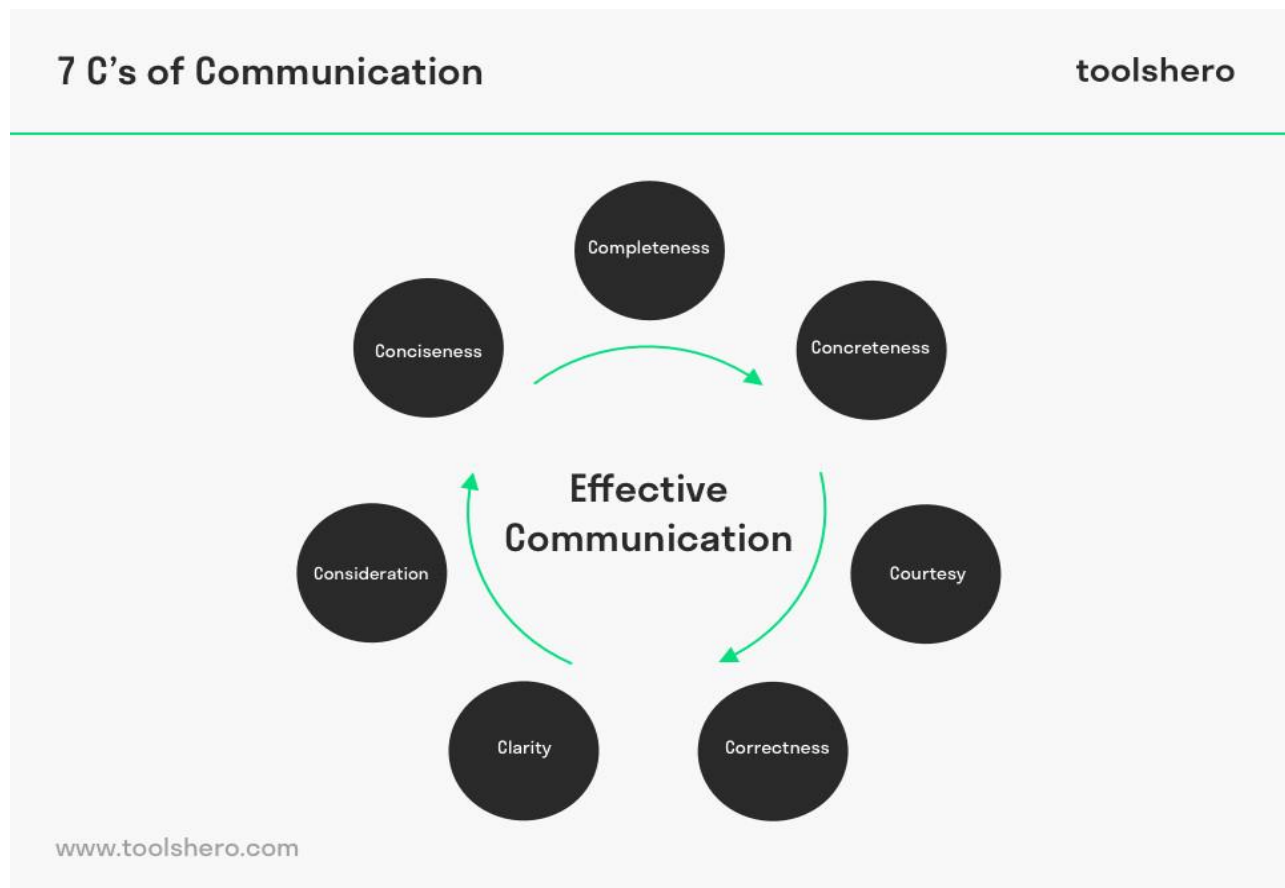 7 C's of Communication
toolshero
Completeness
Conciseness
Concreteness
Effective
Communication
Consideration
Courtesy
Clarity
Correctness
www.toolshero.com